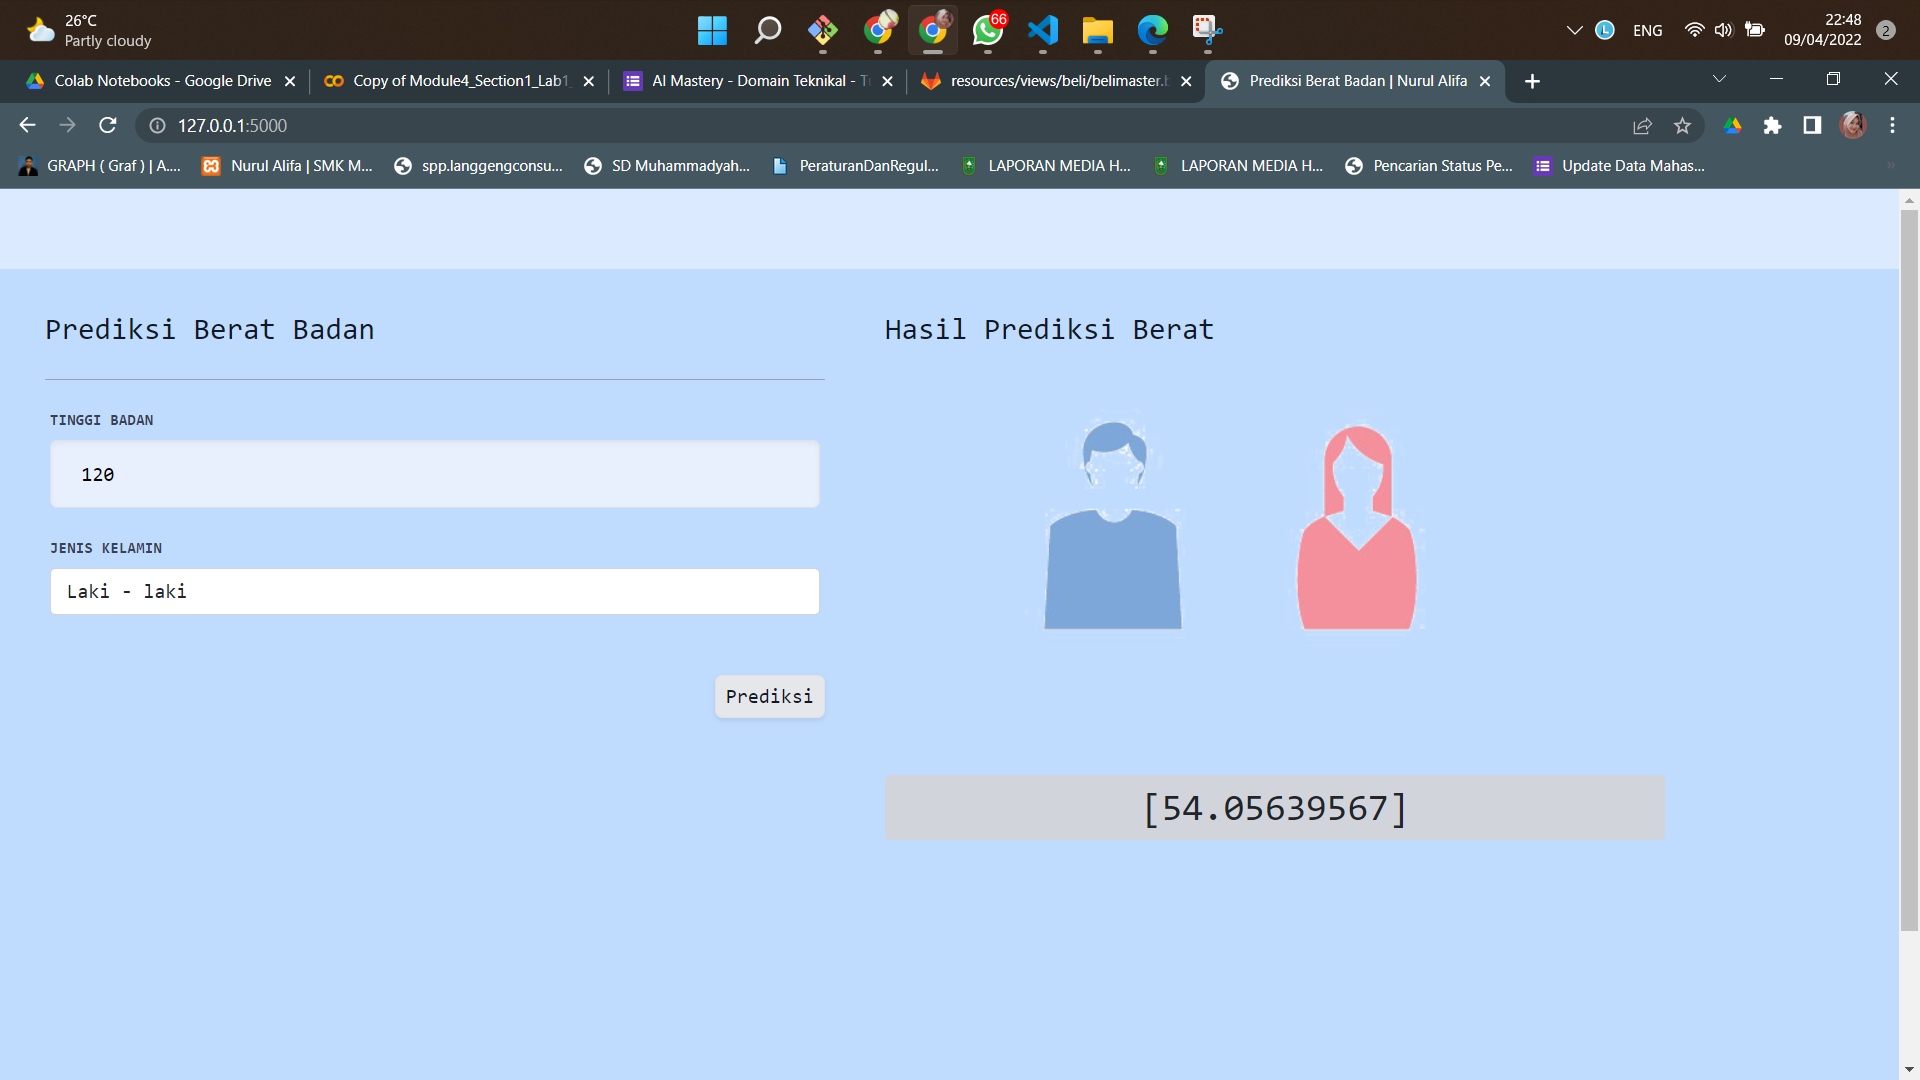 26°C
Partly cloudy
66
ENG
22:48
09/04/2022
2
Colab Notebooks - Google Drive
Copy of Module4_Section1_Lab1
AI Mastery - Domain Teknikal - Tu
resources/views/beli/belimaster.b
Prediksi Berat Badan | Nurul Alifa
127.0.0.1:5000
GRAPH ( Graf ) | A....
Nurul Alifa | SMK M...
spp.langgengconsu...
SD Muhammadyah...
PeraturanDanRegul...
LAPORAN MEDIA H...
LAPORAN MEDIA H...
Pencarian Status Pe...
Update Data Mahas...
Prediksi Berat Badan
Hasil Prediksi Berat
TINGGI BADAN
120
JENIS KELAMIN
Laki - laki
Prediksi
[54.05639567]